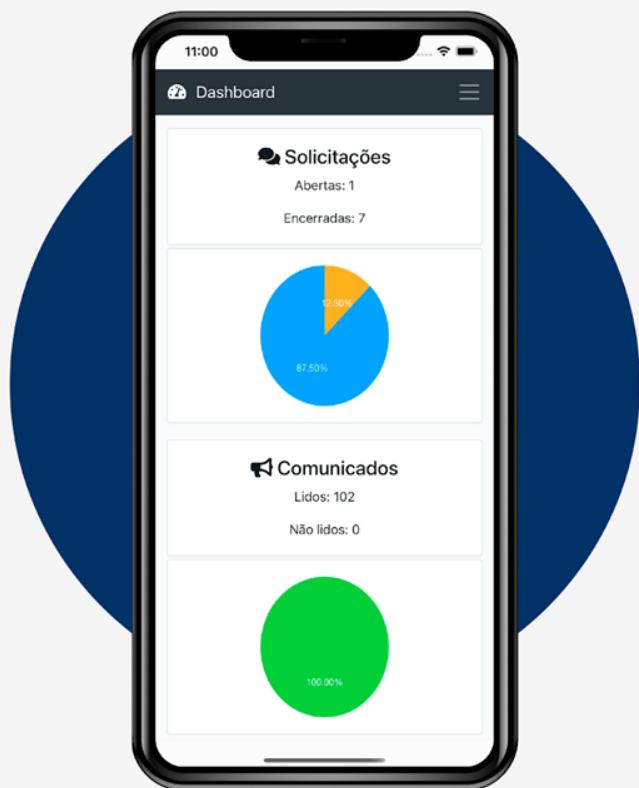 11:00
Dashboard
Solicitações
Abertas: 1
Encerradas: 7
12.50%
87.50%
Comunicados
Lidos: 102
Não lidos: 0
100.00%